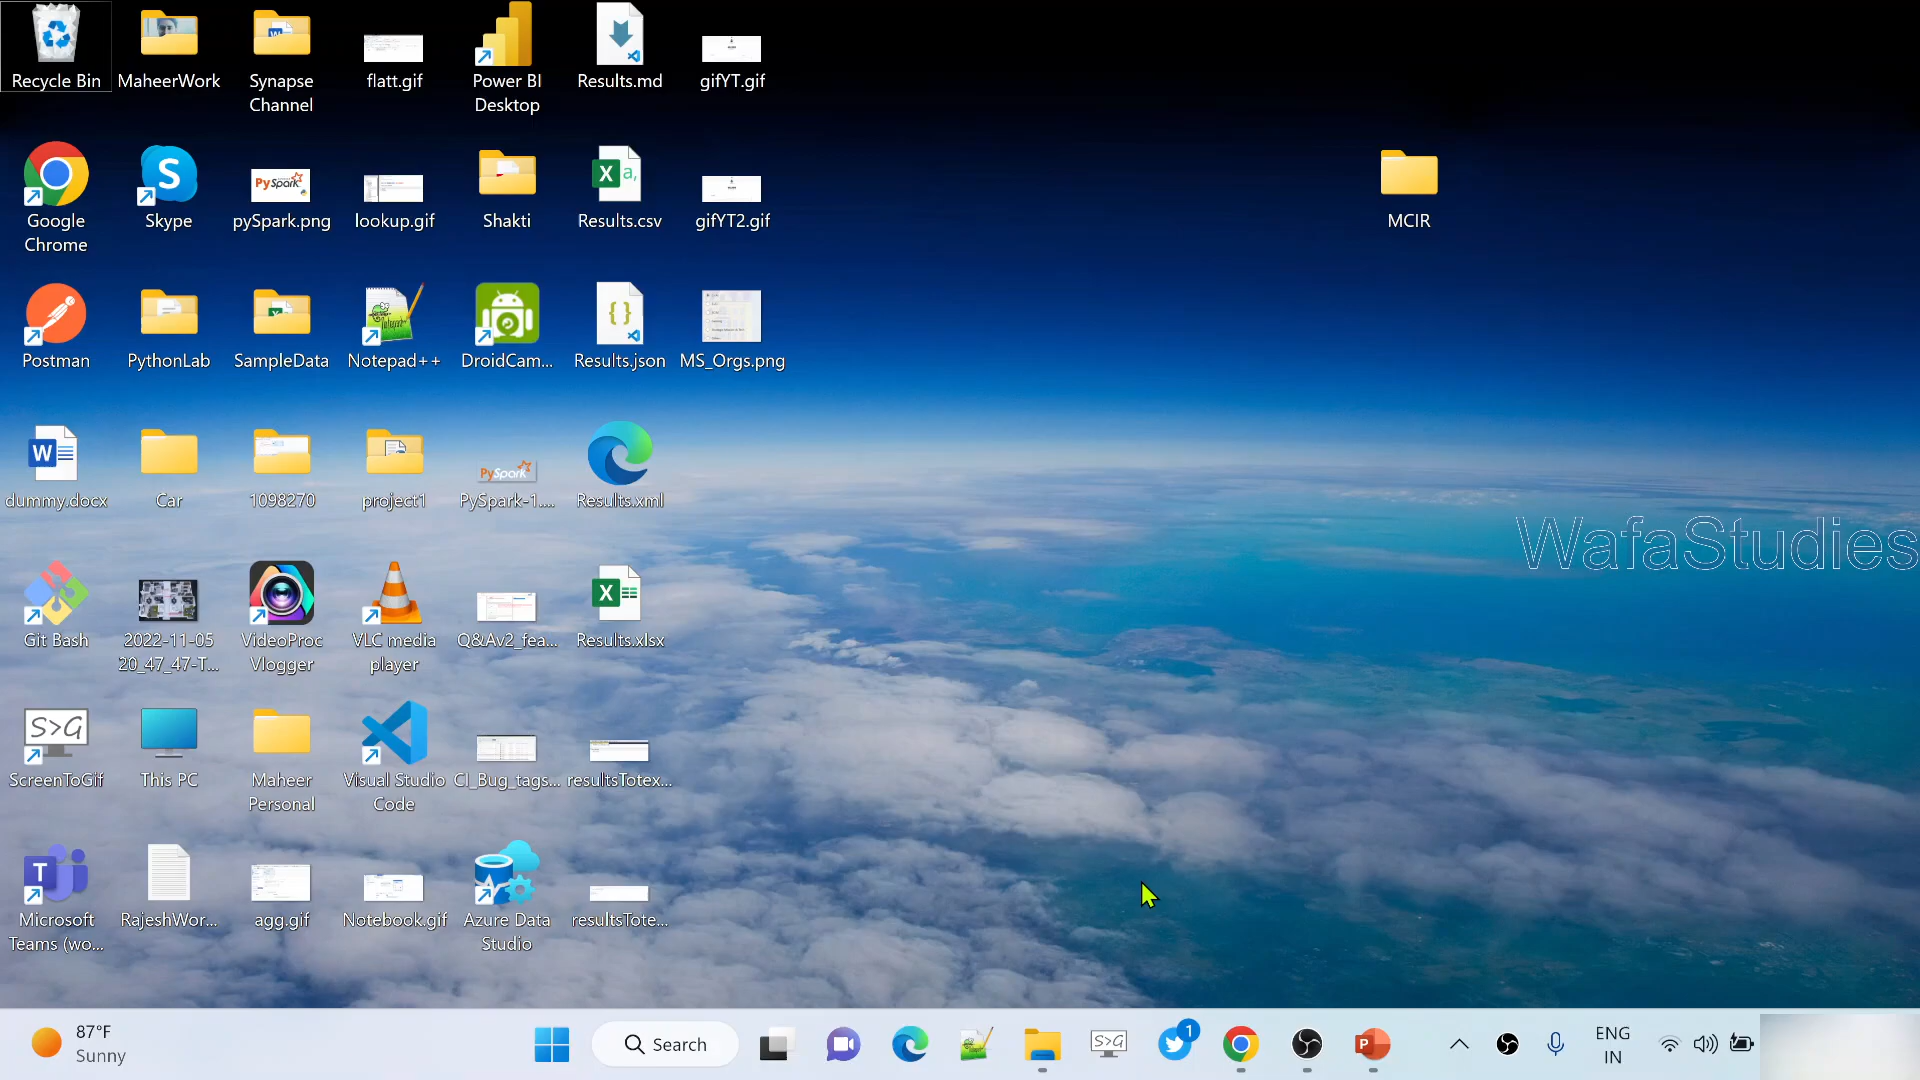 Recycle Bin
MaheerWork
Synapse
Channel
flatt.gif
Power BI
Desktop
Results.md
gifYT.gif
Google
Chrome
S
Skype
PySpark
pySpark.png
lookup.gif
Shakti
X a,
Results.csv
gifYT2.gif
MCIR
Postman
PythonLab
SampleData
Notepad++
DroidCam...
{ }
Results.json
MS_Orgs.png
W
dummy.docx
Car
1098270
project1
PySpark
PySpark-1....
Results.xml
WafaStudies
Git Bash
2022-11-05
20_47_47-T...
VideoProc
Vlogger
VLC media
player
Q&Av2_fea...
X
Results.xlsx
S>G
ScreenToGif
This PC
Maheer
Personal
Visual Studio
Code
CI_Bug_tags...
resultsTotex...
T
Microsoft
Teams (wo...
RajeshWor...
agg.gif
Notebook.gif
Azure Data
Studio
resultsTote...
87°F
Sunny
Search
S>G
1
P
ENG
IN